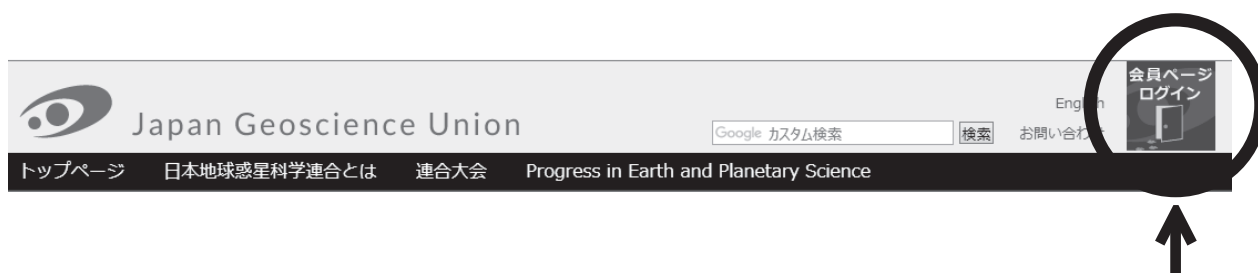 会員ページ
ログイン
English
Japan Geoscience Union
Google カスタム検索
検索
お問い合わせ
トップページ 日本地球惑星科学連合とは 連合大会 Progress in Earth and Planetary Science